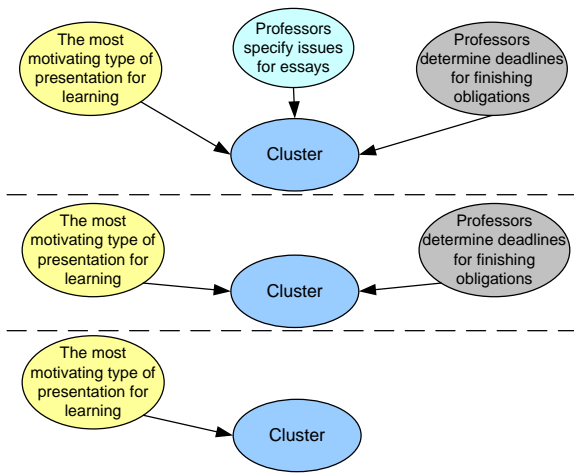 The most
motivating type of
presentation for
learning
Professors
specify issues
for essays
Professors
determine deadlines
for finishing
obligations
Cluster
The most
motivating type of
presentation for
learning
Professors
determine deadlines
for finishing
obligations
Cluster
The most
motivating type of
presentation for
learning
Cluster